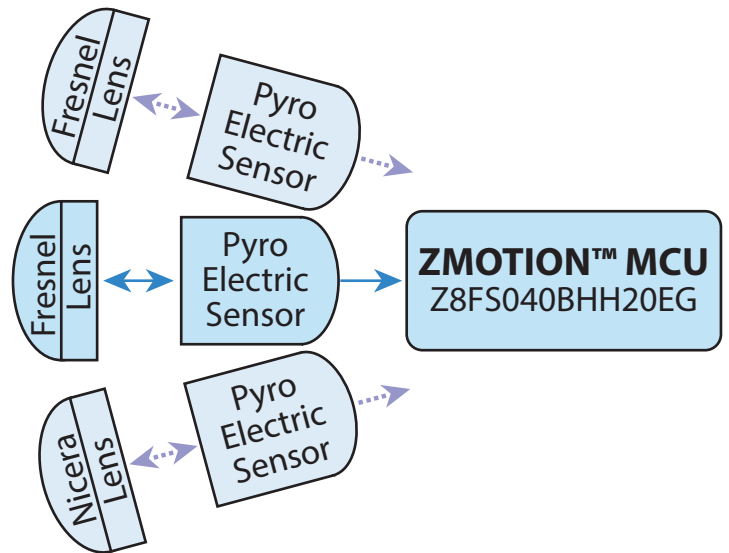 Fresnel
Lens
Pyro
Electric
Sensor
Fresnel
Lens
Pyro
Electric
Sensor
ZMOTION™ MCU
Z8FS040BHH20EG
Nicera
Lens
Pyro
Electric
Sensor